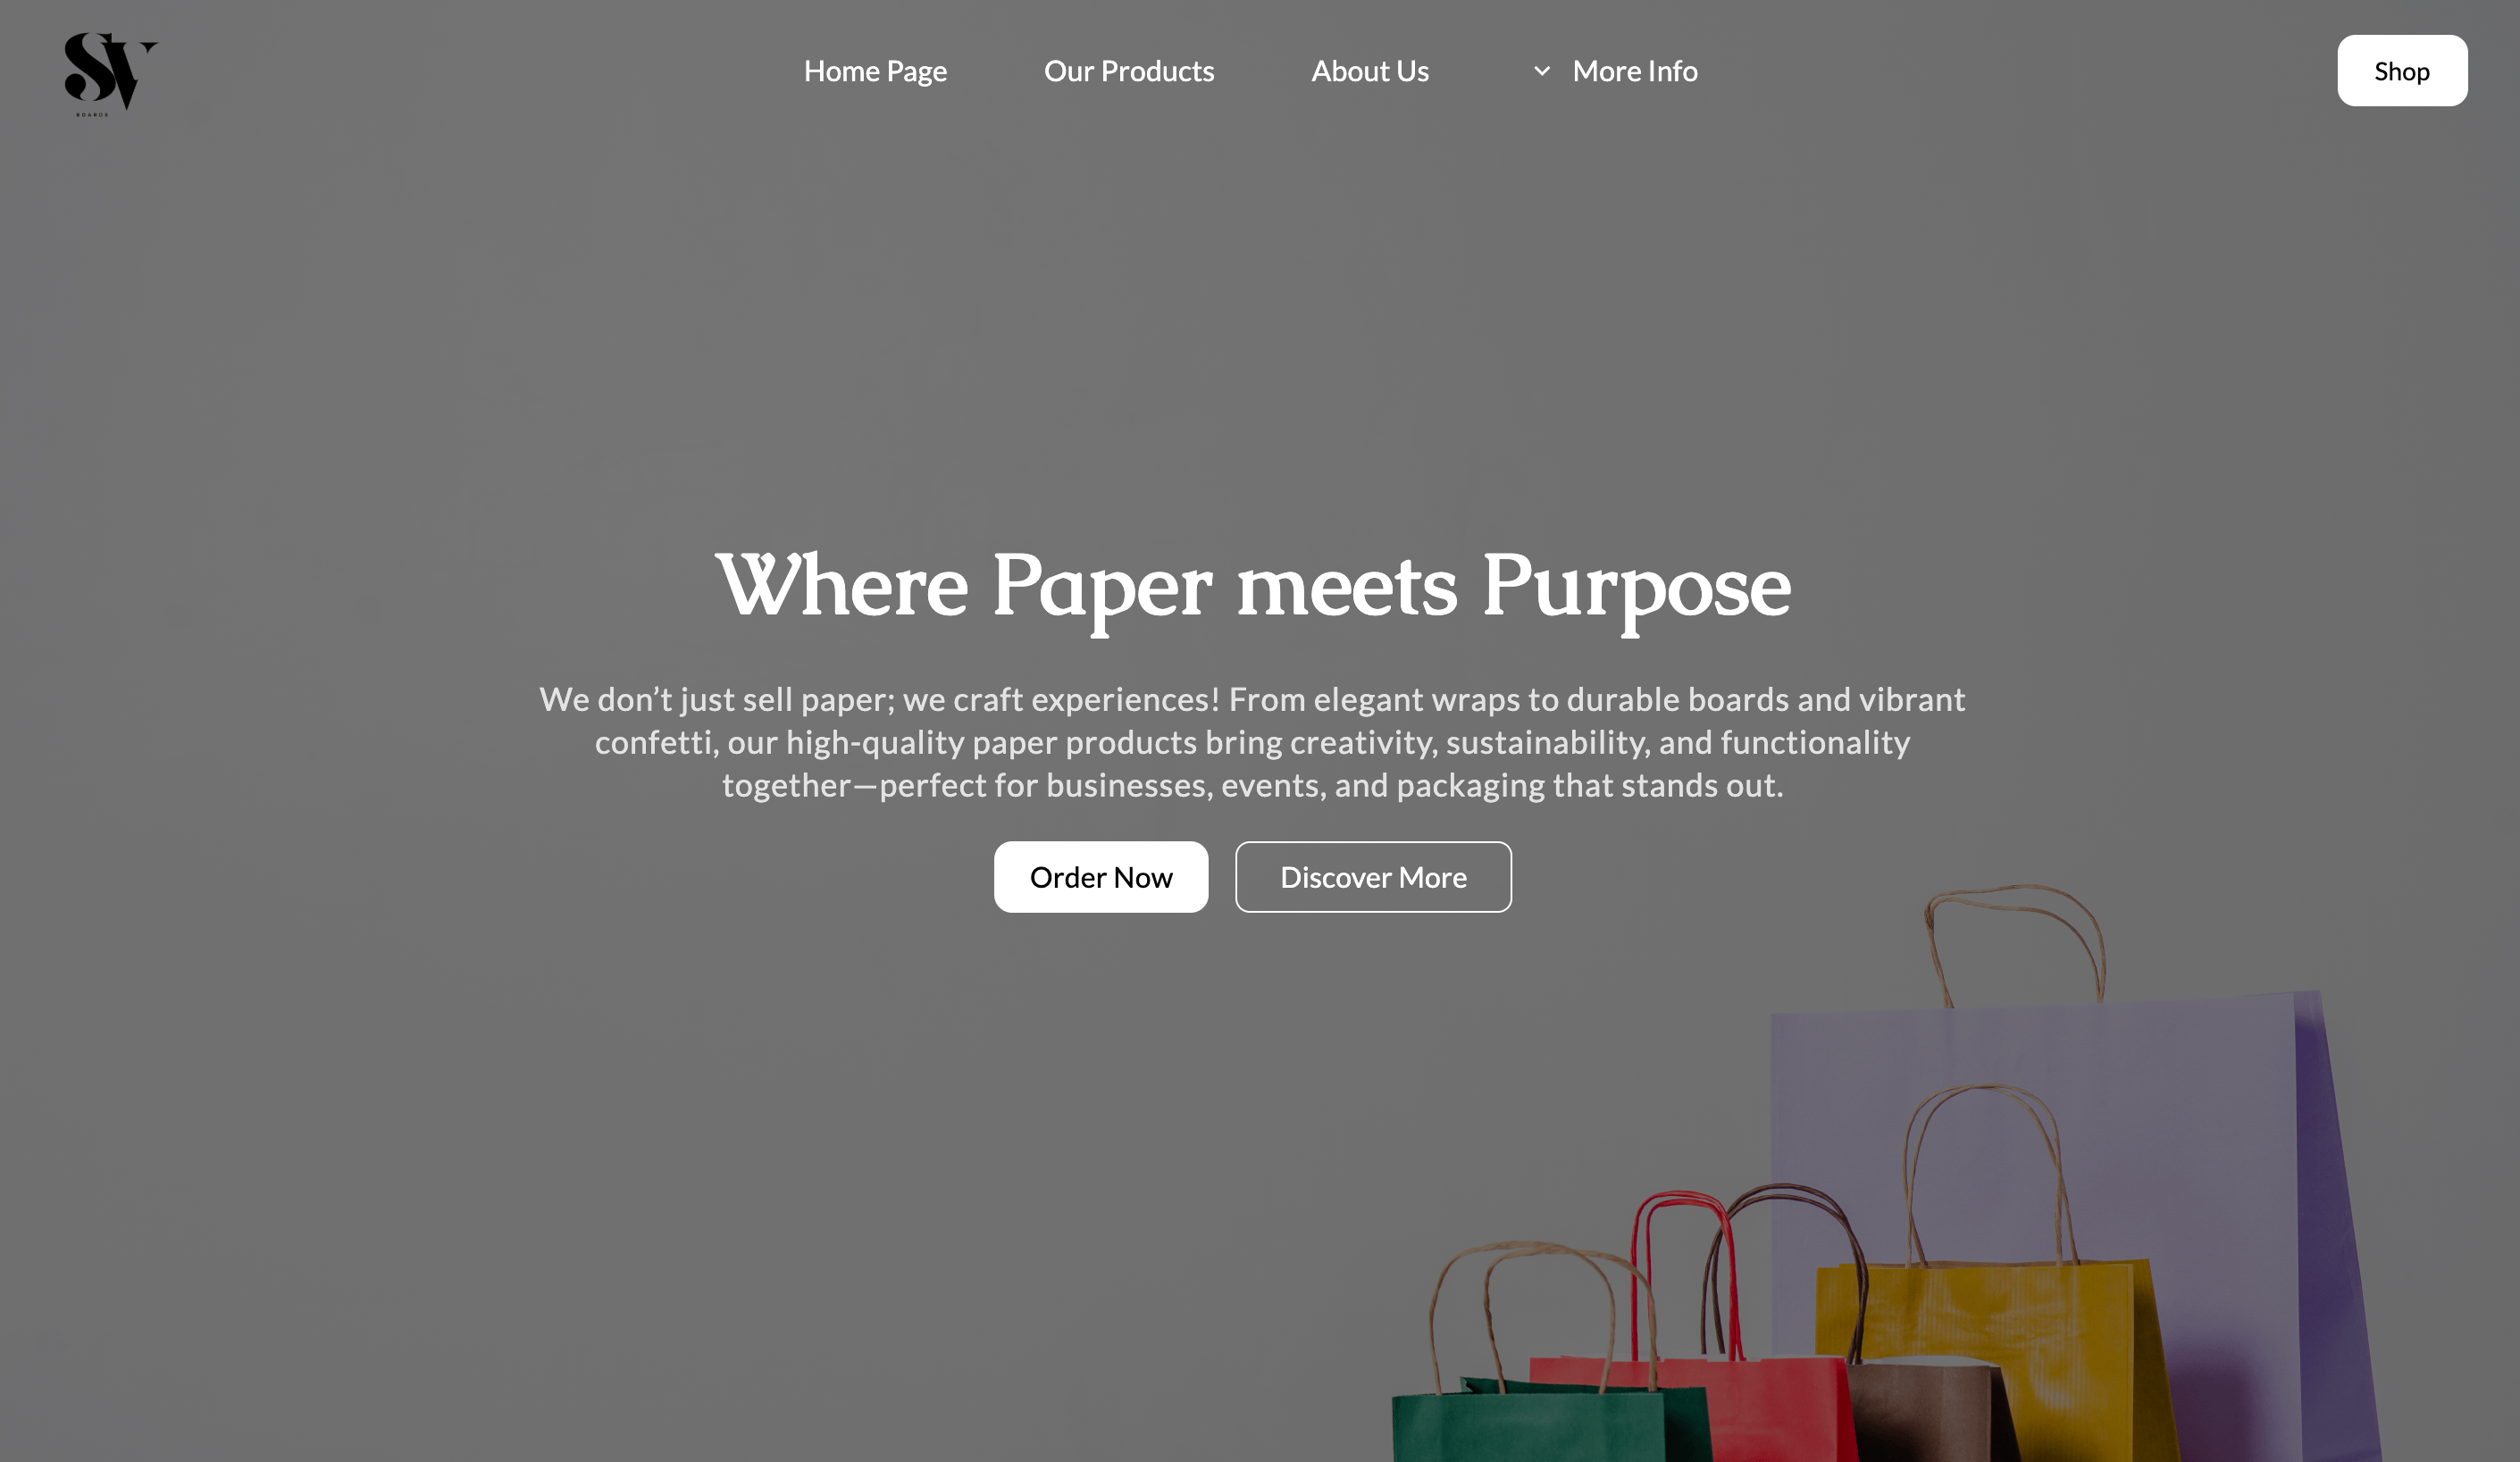 SV
BOARDS
Home Page
Our Products
About Us
More Info
Shop
Where Paper meets Purpose
We don’t just sell paper; we craft experiences! From elegant wraps to durable boards and vibrant
confetti, our high-quality paper products bring creativity, sustainability, and functionality
together—perfect for businesses, events, and packaging that stands out.
Order Now
Discover More